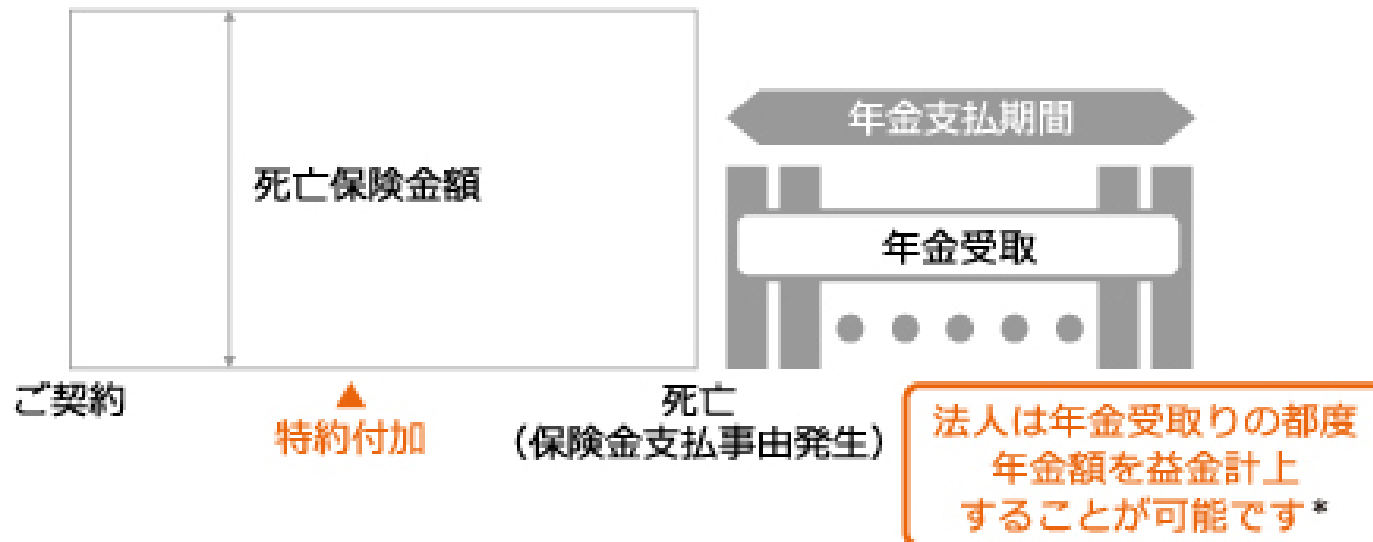 年金支払期間
死亡保険金額
年金受取
ご契約
特約付加
死亡
（保険金支払事由発生）
法人は年金受取りの都度
年金額を益金計上
することが可能です*